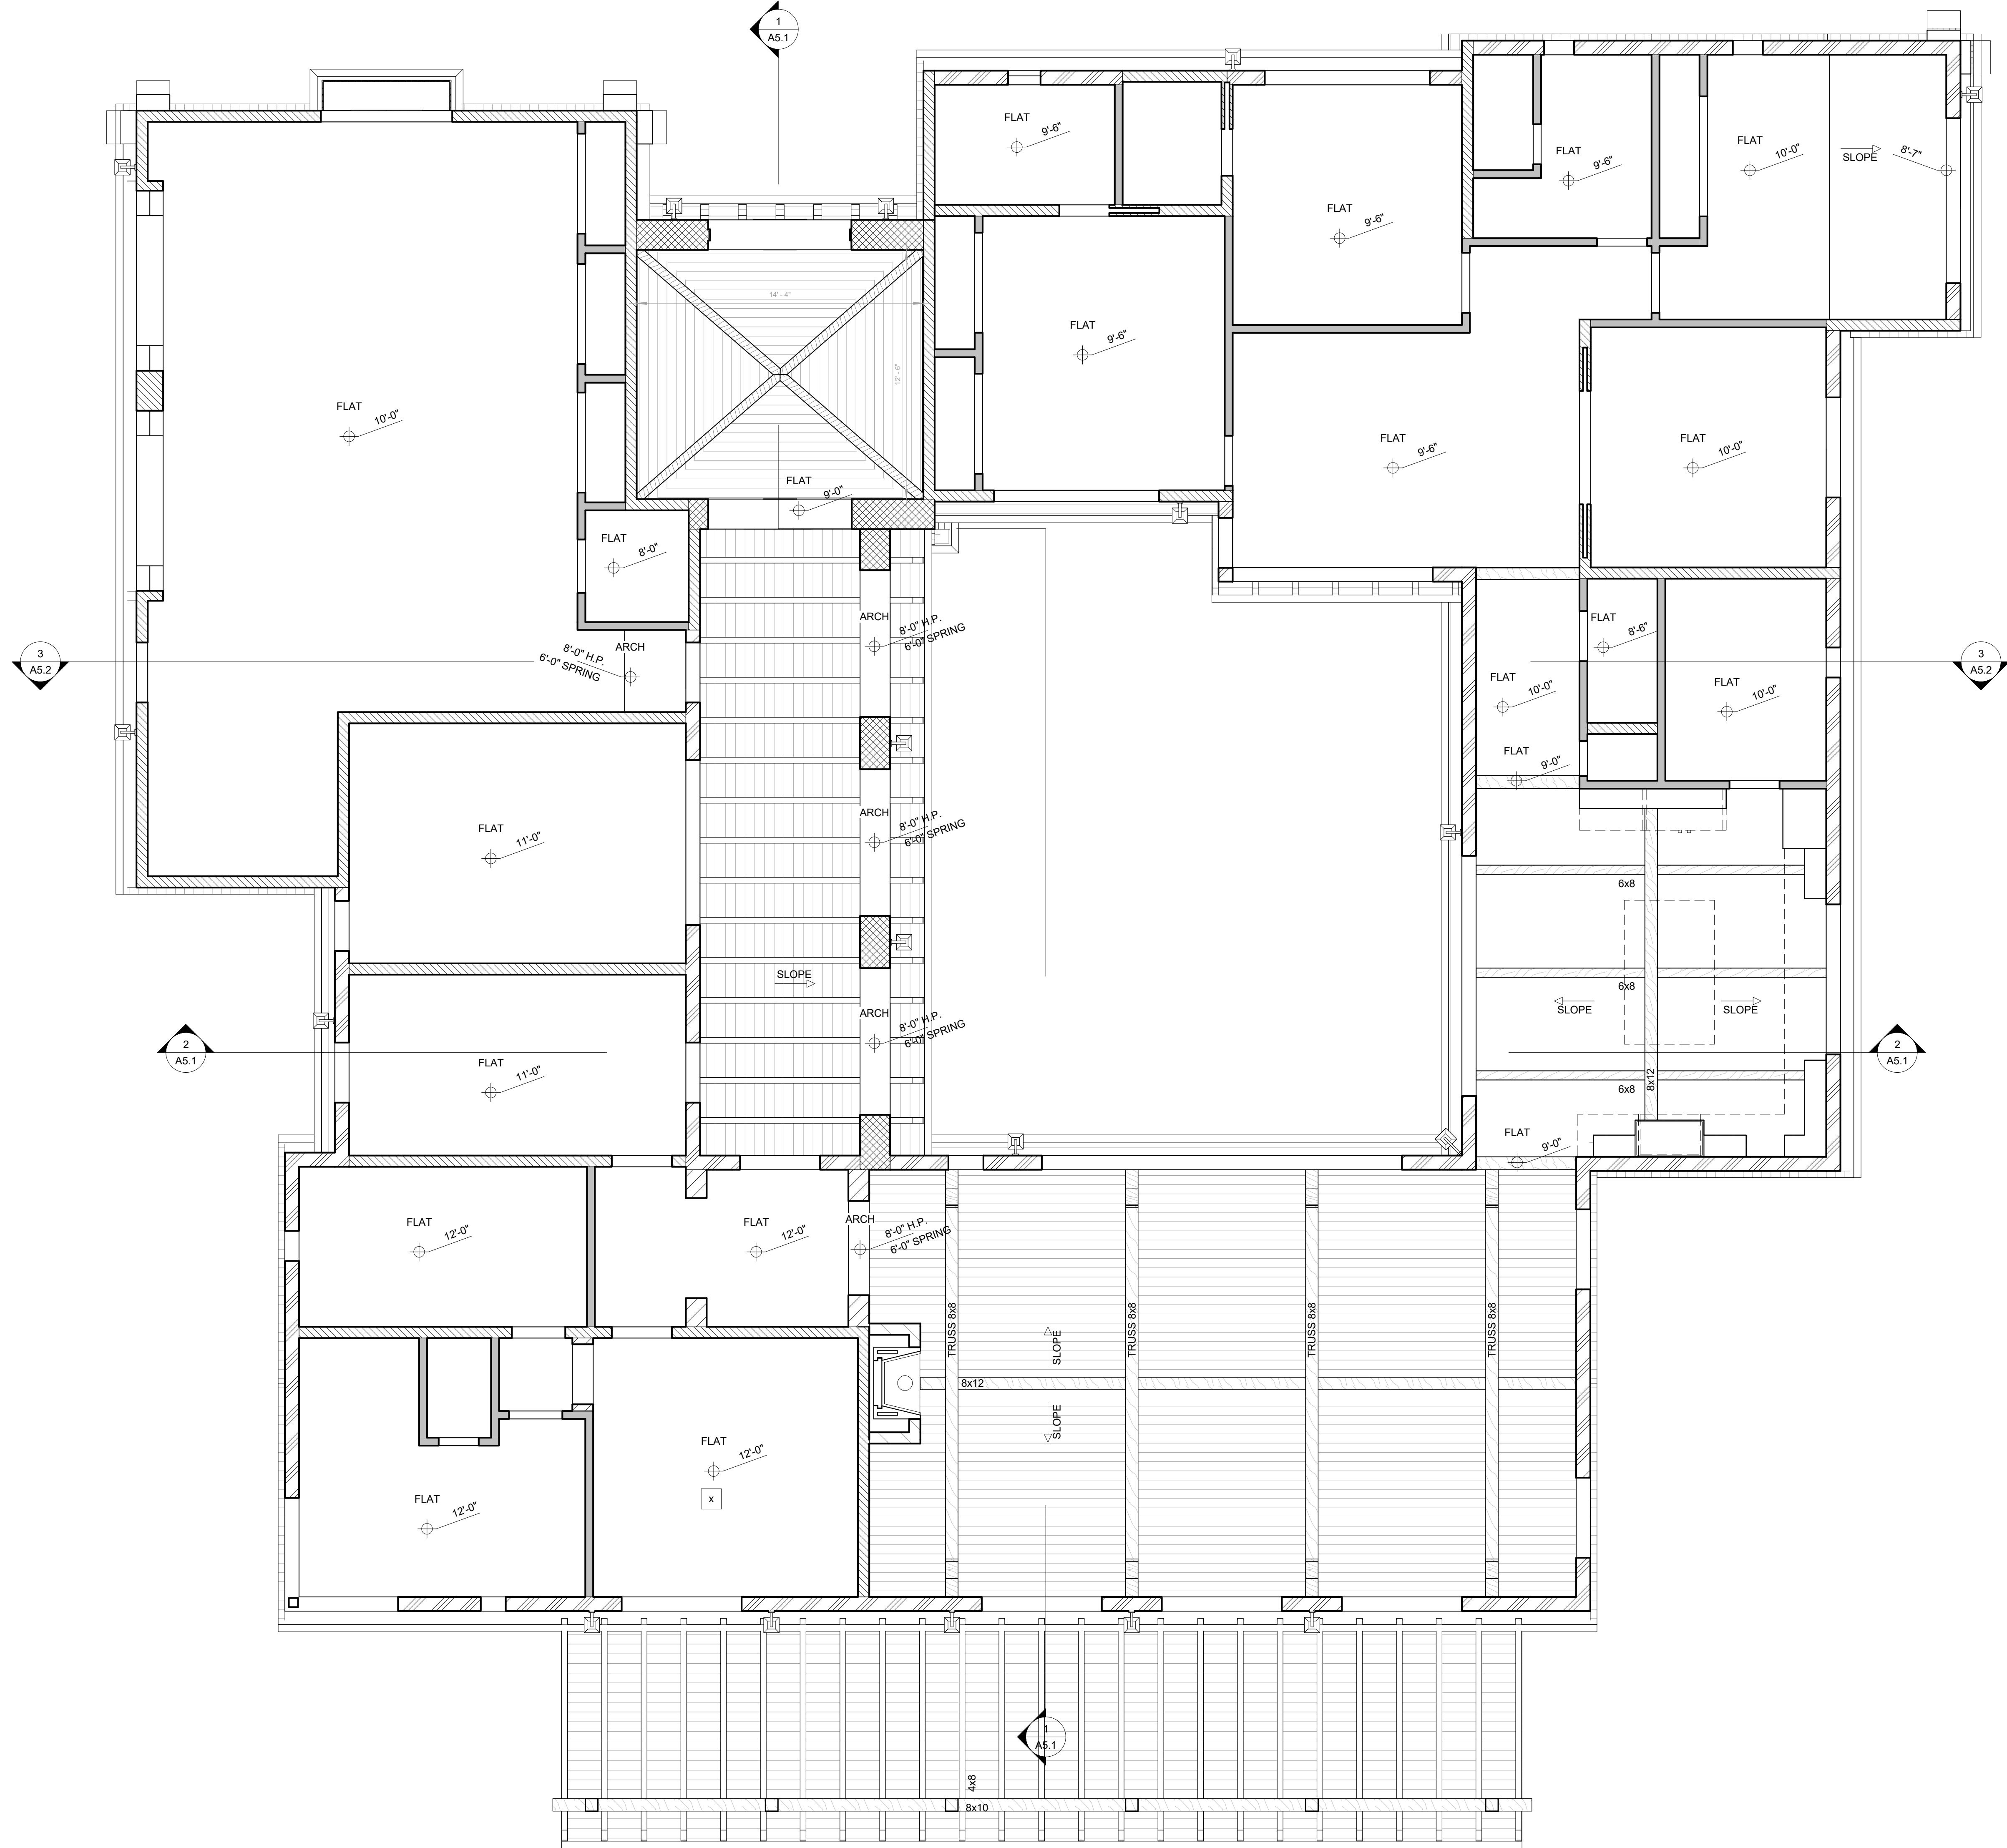 1
A5.1
FLAT
9'-6"
FLAT
9'-6"
FLAT
10'-0"
SLOPE
8'-7"
FLAT
9'-6"
14' - 4"
12' - 6"
FLAT
9'-6"
FLAT
10'-0"
FLAT
9'-6"
FLAT
10'-0"
FLAT
9'-0"
FLAT
8'-0"
ARCH
8'-0" H.P.
6'-0" SPRING
ARCH
8'-0" H.P.
6'-0" SPRING
FLAT
8'-6"
3
A5.2
3
A5.2
FLAT
10'-0"
FLAT
10'-0"
FLAT
9'-0"
ARCH
8'-0" H.P.
6'-0" SPRING
FLAT
11'-0"
6x8
SLOPE
6x8
SLOPE
SLOPE
ARCH
8'-0" H.P.
6'-0" SPRING
2
A5.1
2
A5.1
FLAT
11'-0"
6x8
8x12
FLAT
9'-0"
FLAT
12'-0"
FLAT
12'-0"
ARCH
8'-0" H.P.
6'-0" SPRING
TRUSS 8x8
TRUSS 8x8
TRUSS 8x8
TRUSS 8x8
SLOPE
8x12
SLOPE
FLAT
12'-0"
X
FLAT
12'-0"
1
A5.1
4x8
8x10